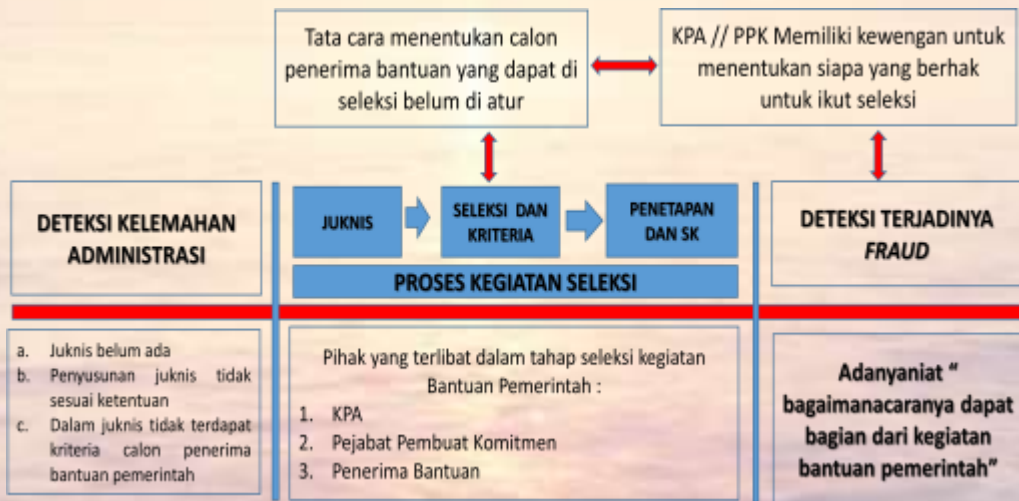 Tata cara menentukan calon
penerima bantuan yang dapat di
seleksi belum di atur
KPA // PPK Memiliki kewengan untuk
menentukan siapa yang berhak
untuk ikut seleksi
DETEKSI KELEMAHAN
ADMINISTRASI
JUKNIS
SELEKSI DAN
KRITERIA
PENETAPAN
DAN SK
PROSES KEGIATAN SELEKSI
DETEKSI TERJADINYA
FRAUD
a. Juknis belum ada
b. Penyusunan juknis tidak
sesuai ketentuan
c. Dalam juknis tidak terdapat
kriteria calon penerima
bantuan pemerintah
Pihak yang terlibat dalam tahap seleksi kegiatan
Bantuan Pemerintah :
1. KPA
2. Pejabat Pembuat Komitmen
3. Penerima Bantuan
Adanyaniat “
bagaimanacaranya dapat
bagian dari kegiatan
bantuan pemerintah”